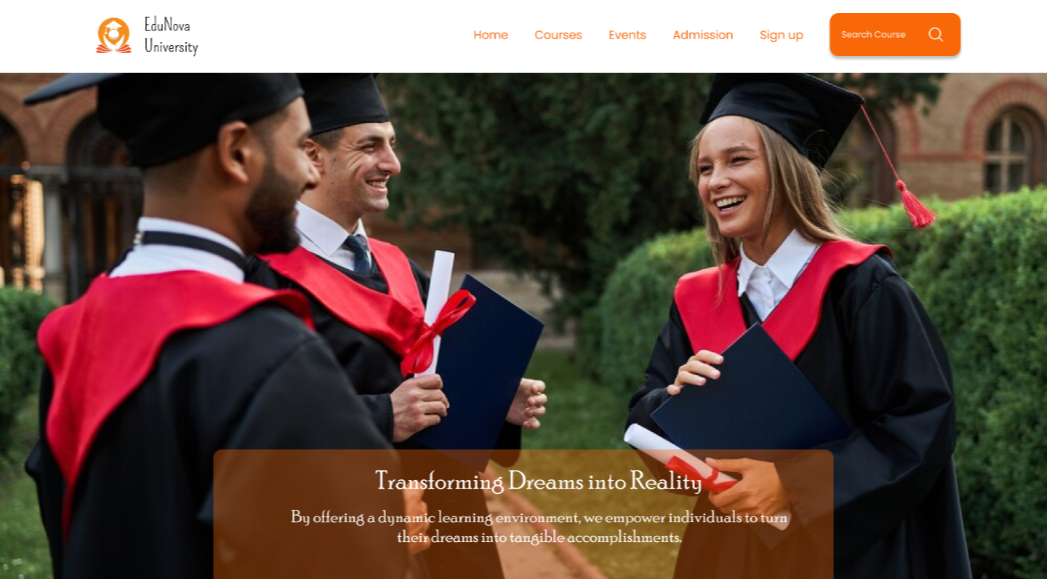 EduNova
University
Home Courses Events Admission Sign up Search Course
Transforming Dreams into Reality
By offering a dynamic learning environment, we empower individuals to turn
their dreams into tangible accomplishments.